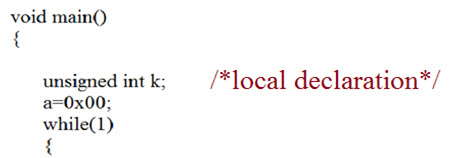 void main()
{
unsigned int k; /*local declaration*/
a=0x00;
while(1)
{